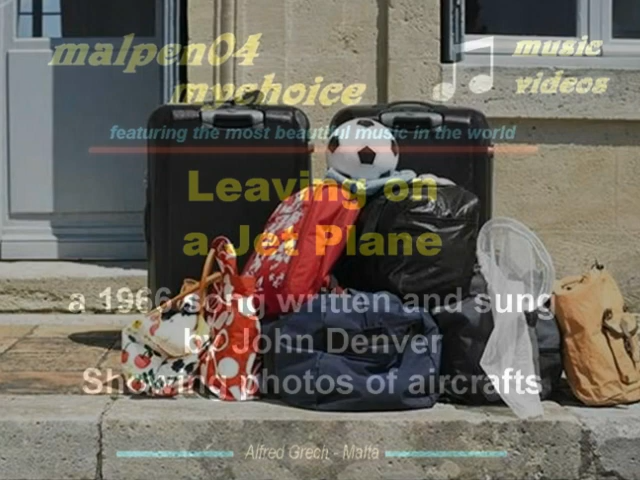 malpen04
mychoice
music
videos
featuring the most beautiful music in the world
Leaving on
a Jet Plane
a 1966 song written and sung
by John Denver
Showing photos of aircrafts
Alfred Grech - Malta